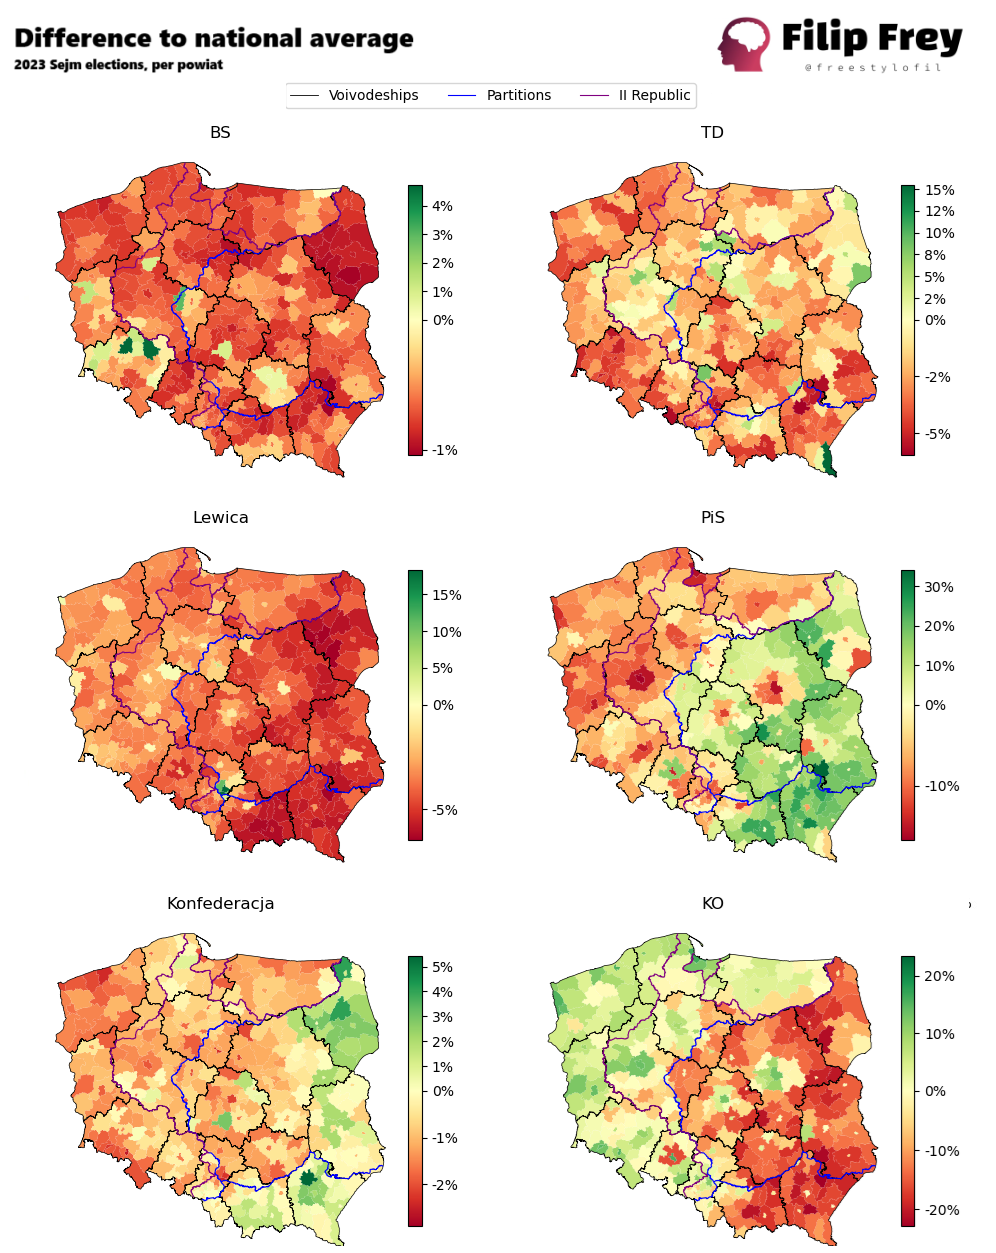 Difference to national average
2023 Sejm elections, per powiat
Filip Frey
@freestylofil
Voivodeships
Partitions
II Republic
BS
4%
3%
2%
1%
0%
-1%
TD
15%
12%
10%
8%
5%
2%
0%
-2%
-5%
Lewica
15%
10%
5%
0%
-5%
PiS
30%
20%
10%
0%
-10%
Konfederacja
5%
4%
3%
2%
1%
0%
-1%
-2%
KO
20%
10%
0%
-10%
-20%